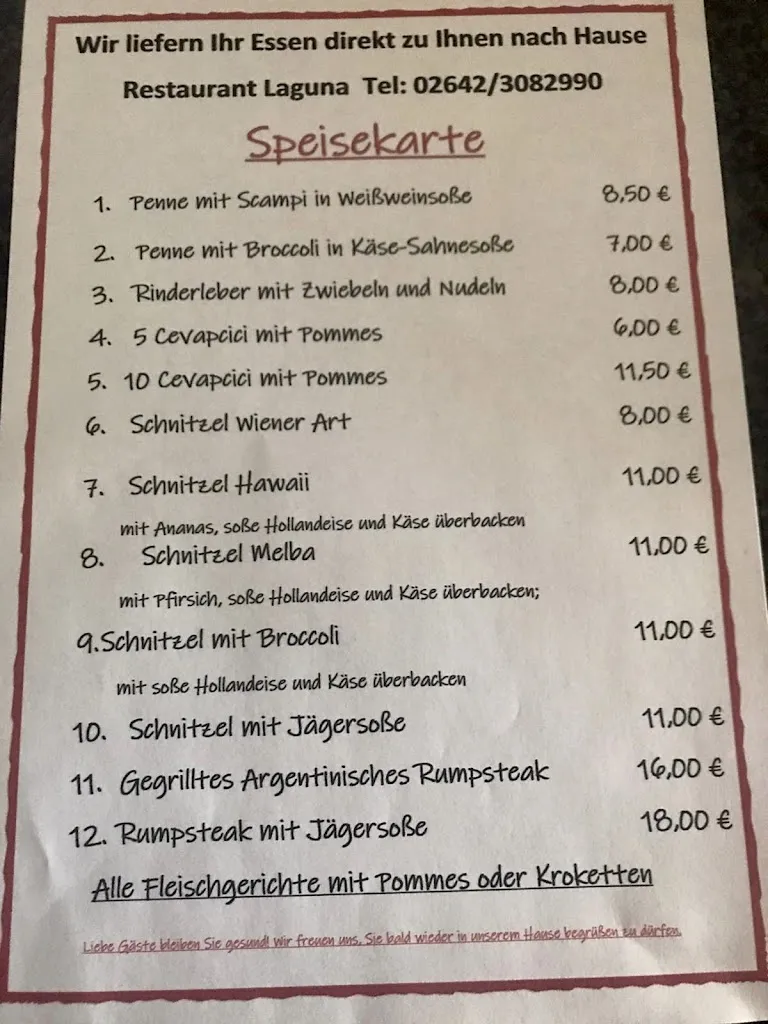 Wir liefern Ihr Essen direkt zu Ihnen nach Hause
Restaurant Laguna Tel: 02642/3082990
Speisekarte
1. Penne mit Scampi in Weißweinsoße 8,50 €
2. Penne mit Broccoli in Käse-Sahnesoße 7,00 €
3. Rinderleber mit Zwiebeln und Nudeln 8,00 €
4. 5 Cevapcici mit Pommes 6,00 €
5. 10 Cevapcici mit Pommes 11,50 €
6. Schnitzel Wiener Art 8,00 €
7. Schnitzel Hawaii 11,00 €
mit Ananas, soße Hollandeise und Käse überbacken
8. Schnitzel Melba 11,00 €
mit Pfirsich, soße Hollandeise und Käse überbacken;
9.Schnitzel mit Broccoli 11,00 €
mit soße Hollandeise und Käse überbacken
10. Schnitzel mit Jägersoße 11,00 €
11. Gegrilltes Argentinisches Rumpsteak 16,00 €
12. Rumpsteak mit Jägersoße 18,00 €
Alle Fleischgerichte mit Pommes oder Kroketten
Liebe Gäste bleiben Sie gesund! Wir freuen uns, Sie bald wieder in unserem Hause begrüßen zu dürfen.